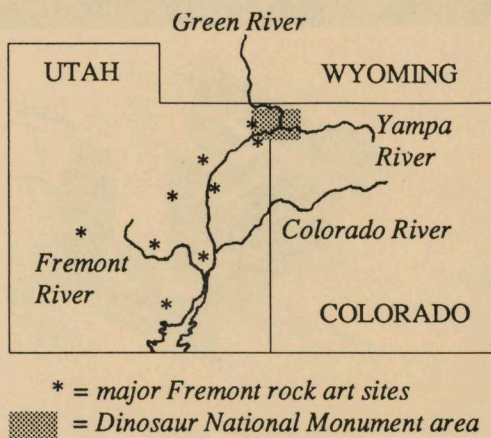 Green River
UTAH
WYOMING
Yampa
River
Colorado River
Fremont
River
COLORADO
* = major Fremont rock art sites
= Dinosaur National Monument area